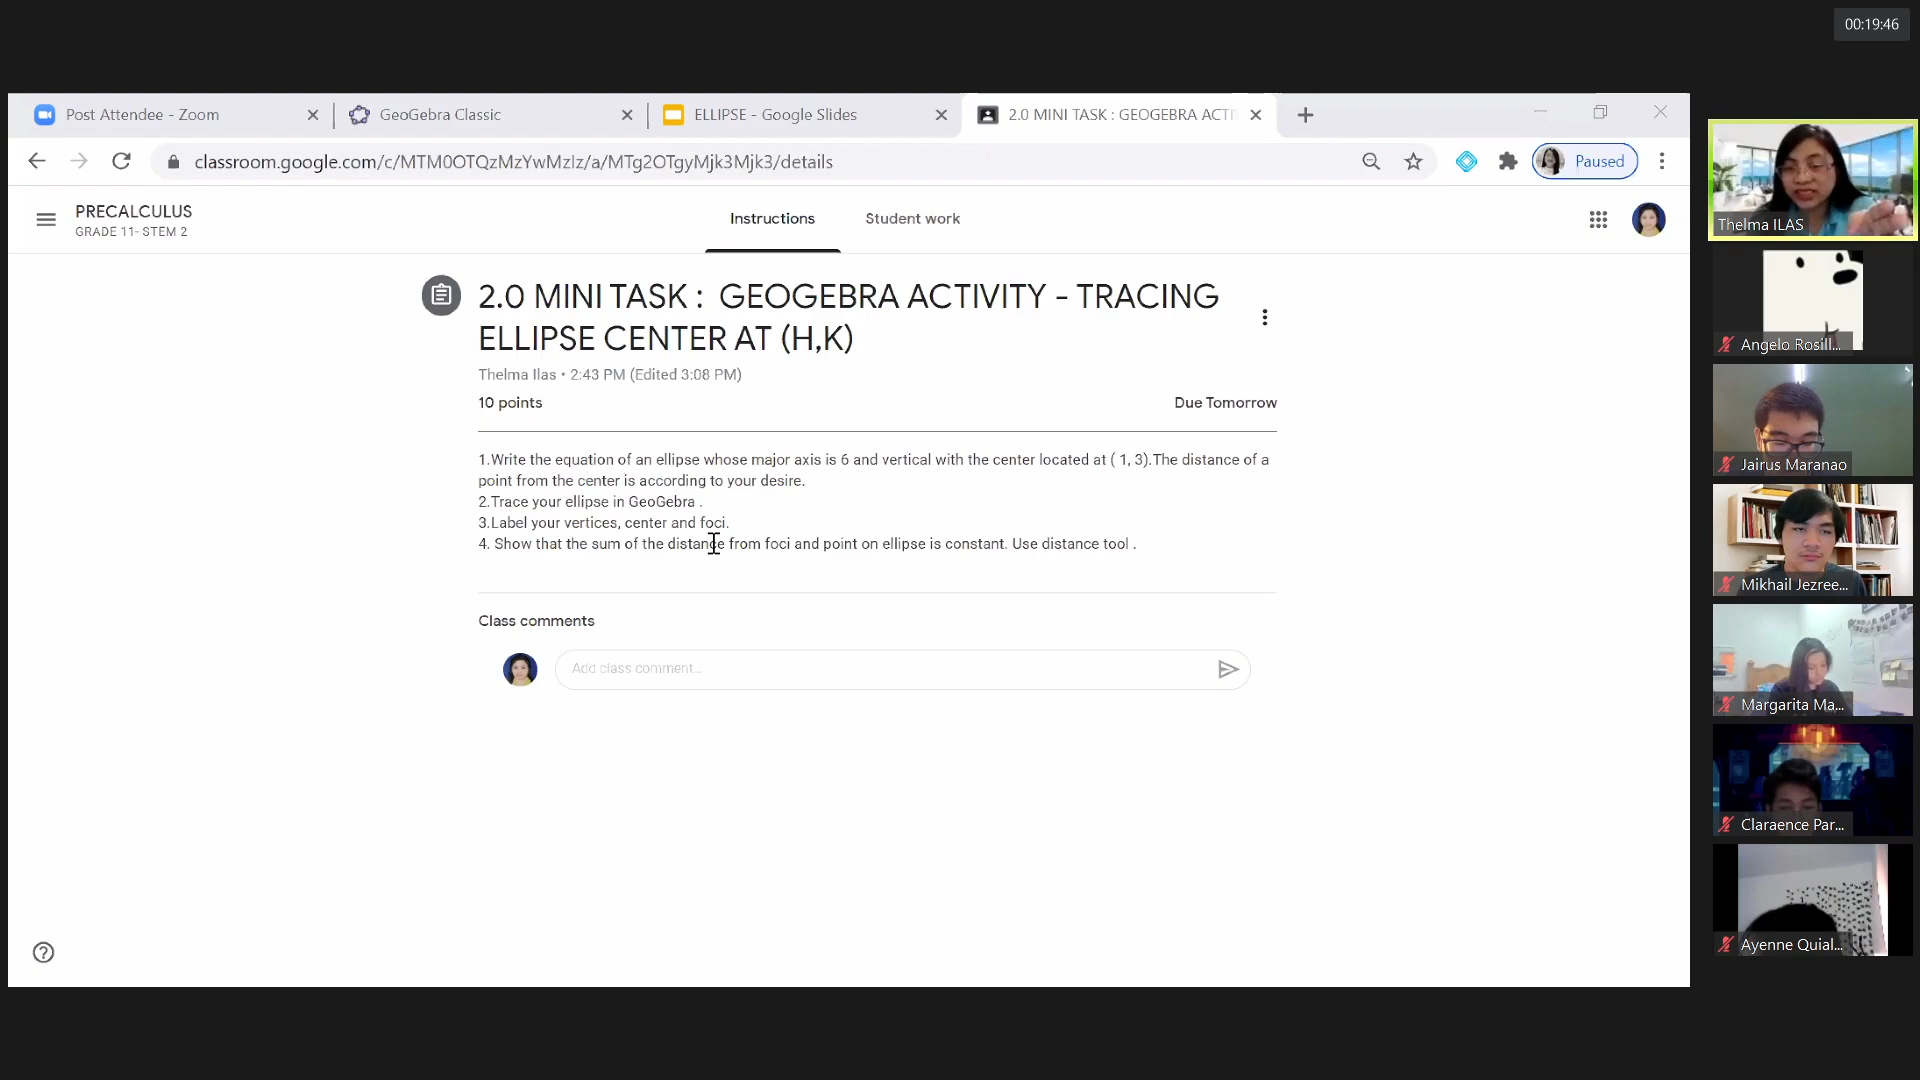 00:19:46
Post Attendee - Zoom
GeoGebra Classic
ELLIPSE - Google Slides
2.0 MINI TASK : GEOGEBRA ACTI
classroom.google.com/c/MTM0OTQzMzYwMzIz/a/MTg2OTgyMjk3Mjk3/details
Paused
PRECALCULUS
GRADE 11- STEM 2
Instructions
Student work
2.0 MINI TASK : GEOGEBRA ACTIVITY - TRACING
ELLIPSE CENTER AT (H,K)
Thelma Ilas • 2:43 PM (Edited 3:08 PM)
10 points
Due Tomorrow
1.Write the equation of an ellipse whose major axis is 6 and vertical with the center located at ( 1, 3).The distance of a
point from the center is according to your desire.
2.Trace your ellipse in GeoGebra .
3.Label your vertices, center and foci.
4. Show that the sum of the distance from foci and point on ellipse is constant. Use distance tool .
Class comments
Add class comment...
Thelma ILAS
Angelo Rosill...
Jairus Maranao
Mikhail Jezree...
Margarita Ma...
Claraence Par...
Ayenne Quial...